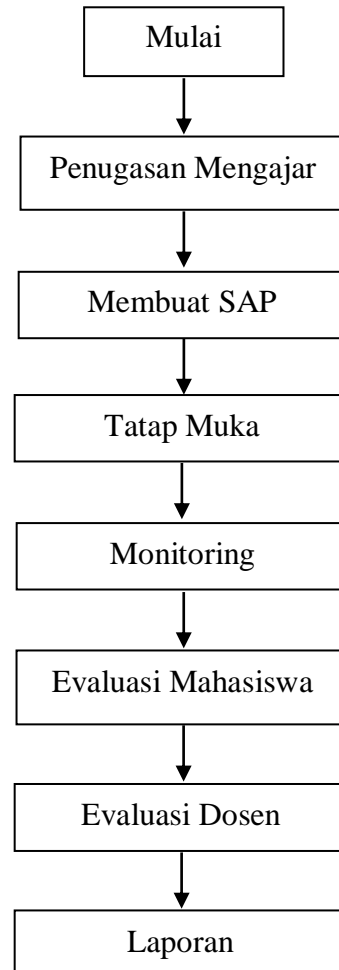 Mulai
Penugasan Mengajar
Membuat SAP
Tatap Muka
Monitoring
Evaluasi Mahasiswa
Evaluasi Dosen
Laporan